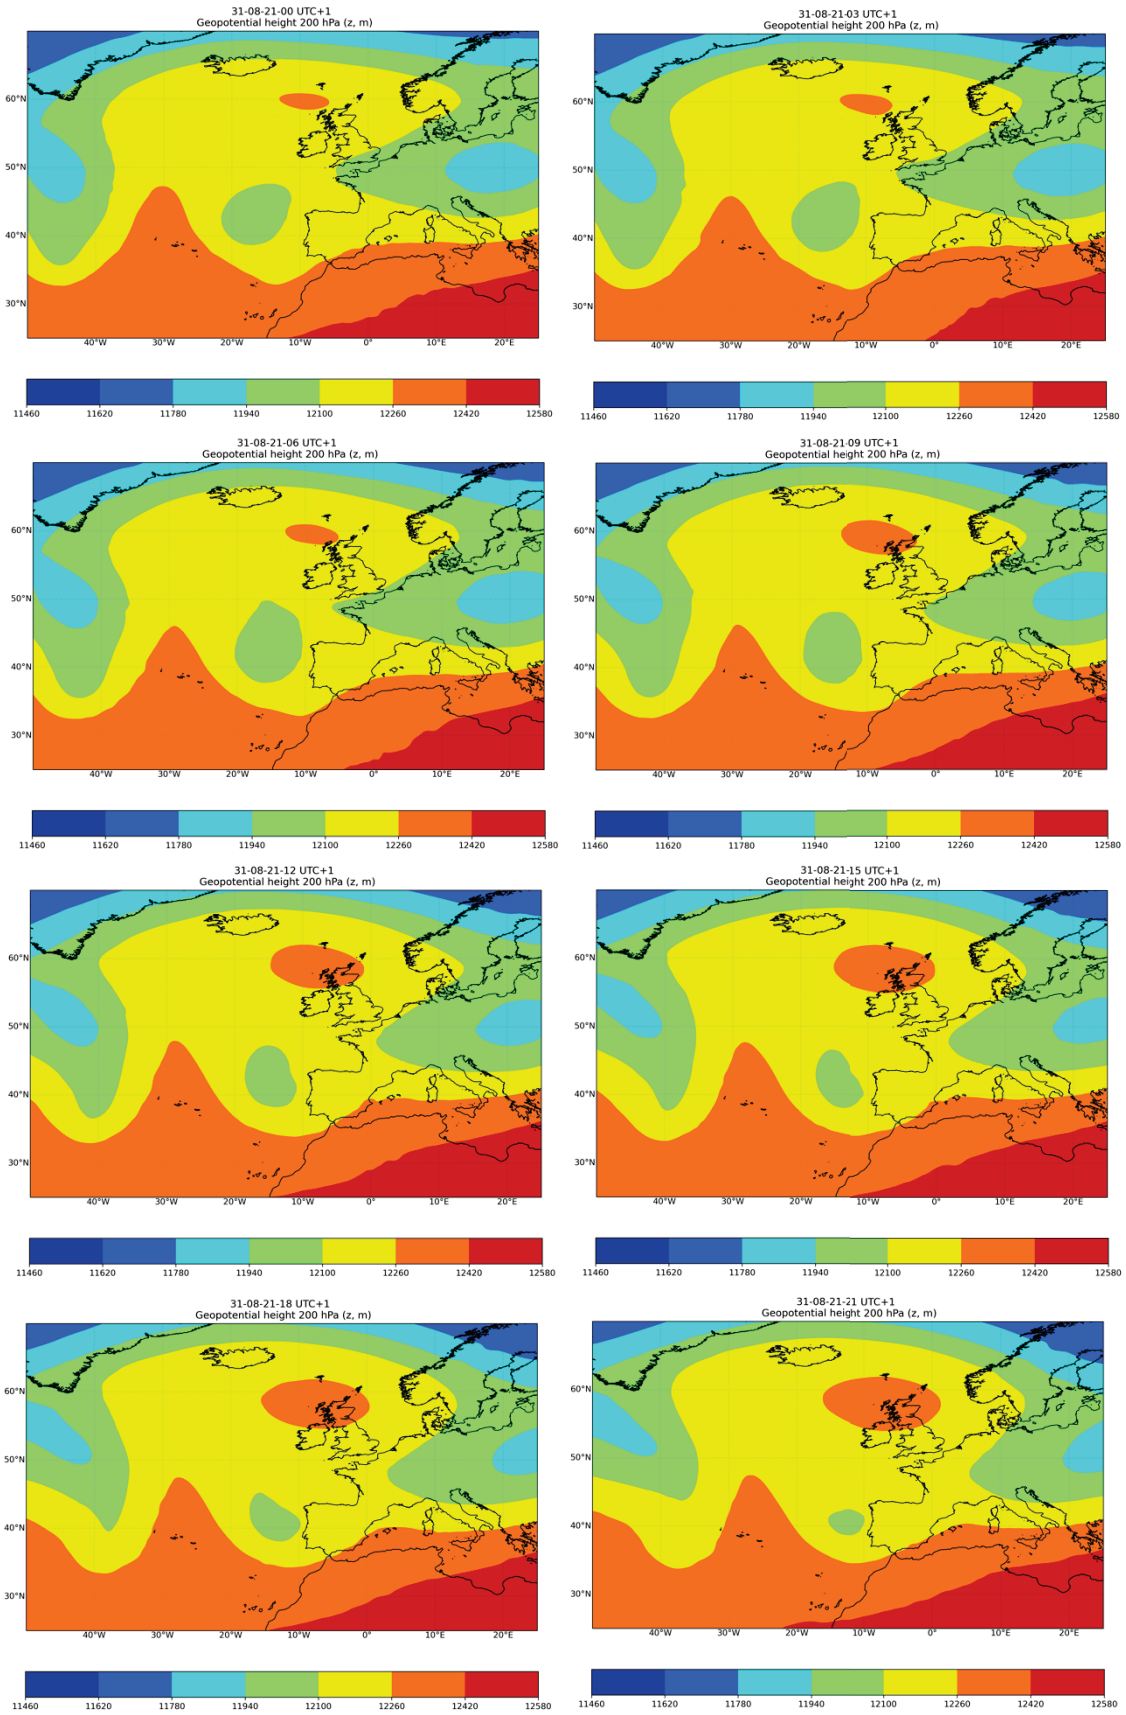 31-08-21-00 UTC+1
Geopotential height 200 hPa (z, m)
60°N
50°N
40°N
30°N
40°W 30°W 20°W 10°W 0° 10°E 20°E
11460 11620 11780 11940 12100 12260 12420 12580
31-08-21-03 UTC+1
Geopotential height 200 hPa (z, m)
60°N
50°N
40°N
30°N
40°W 30°W 20°W 10°W 0° 10°E 20°E
11460 11620 11780 11940 12100 12260 12420 12580
31-08-21-06 UTC+1
Geopotential height 200 hPa (z, m)
60°N
50°N
40°N
30°N
40°W 30°W 20°W 10°W 0° 10°E 20°E
11460 11620 11780 11940 12100 12260 12420 12580
31-08-21-09 UTC+1
Geopotential height 200 hPa (z, m)
60°N
50°N
40°N
30°N
40°W 30°W 20°W 10°W 0° 10°E 20°E
11460 11620 11780 11940 12100 12260 12420 12580
31-08-21-12 UTC+1
Geopotential height 200 hPa (z, m)
60°N
50°N
40°N
30°N
40°W 30°W 20°W 10°W 0° 10°E 20°E
11460 11620 11780 11940 12100 12260 12420 12580
31-08-21-15 UTC+1
Geopotential height 200 hPa (z, m)
60°N
50°N
40°N
30°N
40°W 30°W 20°W 10°W 0° 10°E 20°E
11460 11620 11780 11940 12100 12260 12420 12580
31-08-21-18 UTC+1
Geopotential height 200 hPa (z, m)
60°N
50°N
40°N
30°N
40°W 30°W 20°W 10°W 0° 10°E 20°E
11460 11620 11780 11940 12100 12260 12420 12580
31-08-21-21 UTC+1
Geopotential height 200 hPa (z, m)
60°N
50°N
40°N
30°N
40°W 30°W 20°W 10°W 0° 10°E 20°E
11460 11620 11780 11940 12100 12260 12420 12580